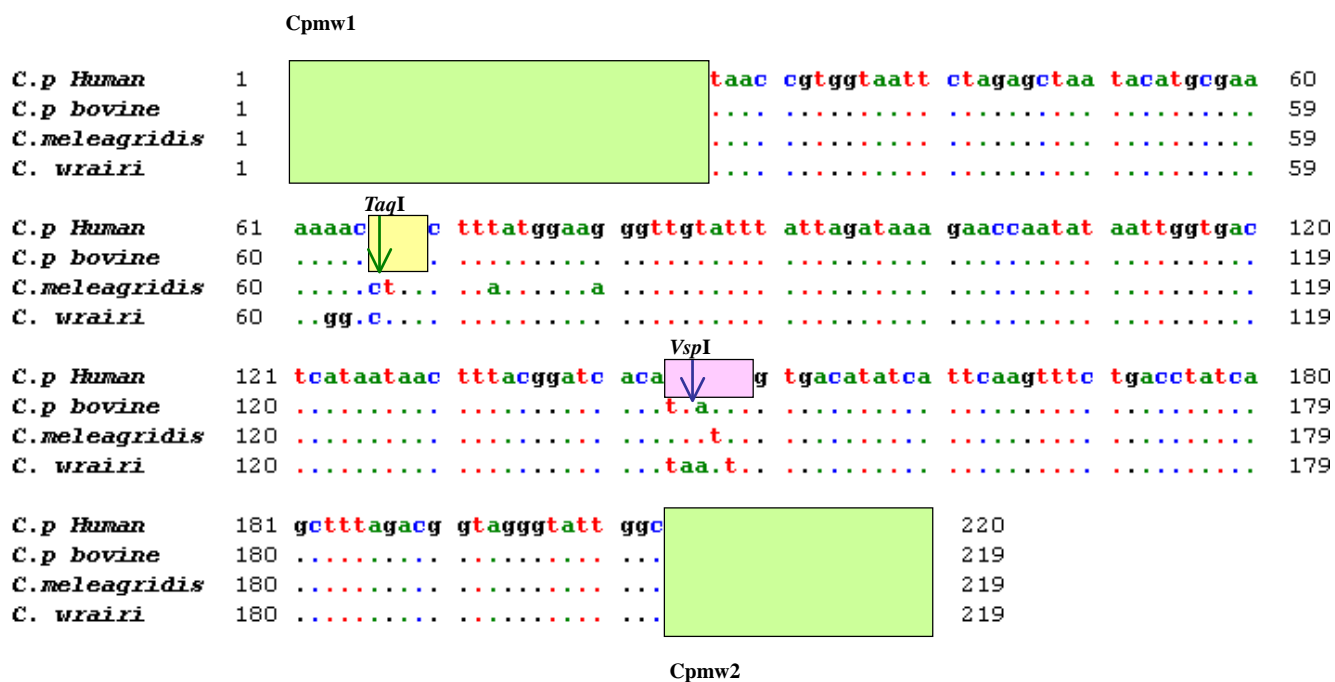 Cpmw1
C.p Human 1 taac cgtggtaatt ctagagctaa tacatgcgaa 60
C.p bovine 1 .... .......... .......... .......... 59
C.meleagridis 1 .... .......... .......... .......... 59
C. wrairi 1 .... .......... .......... .......... 59
TaqI
C.p Human 61 aaaac c tttatggaag ggttgtattt attagataaa gaaccaatat aattggtgac 120
C.p bovine 60 ..... . .......... .......... .......... .......... .......... 119
C.meleagridis 60 .....ct... ..a......a .......... .......... .......... .......... 119
C. wrairi 60 ..gg.c.... .......... .......... .......... .......... .......... 119
VspI
C.p Human 121 tcataataac tttacggatc aca g tgacatatca ttcaagtttc tgacctatca 180
C.p bovine 120 .......... .......... ...t.a.... .......... .......... .......... 179
C.meleagridis 120 .......... .......... ......t... .......... .......... .......... 179
C. wrairi 120 .......... .......... ...taa.t.. .......... .......... .......... 179
C.p Human 181 gctttagacg gtagggtatt ggc 220
C.p bovine 180 .......... .......... ... 219
C.meleagridis 180 .......... .......... ... 219
C. wrairi 180 .......... .......... ... 219
Cpmw2